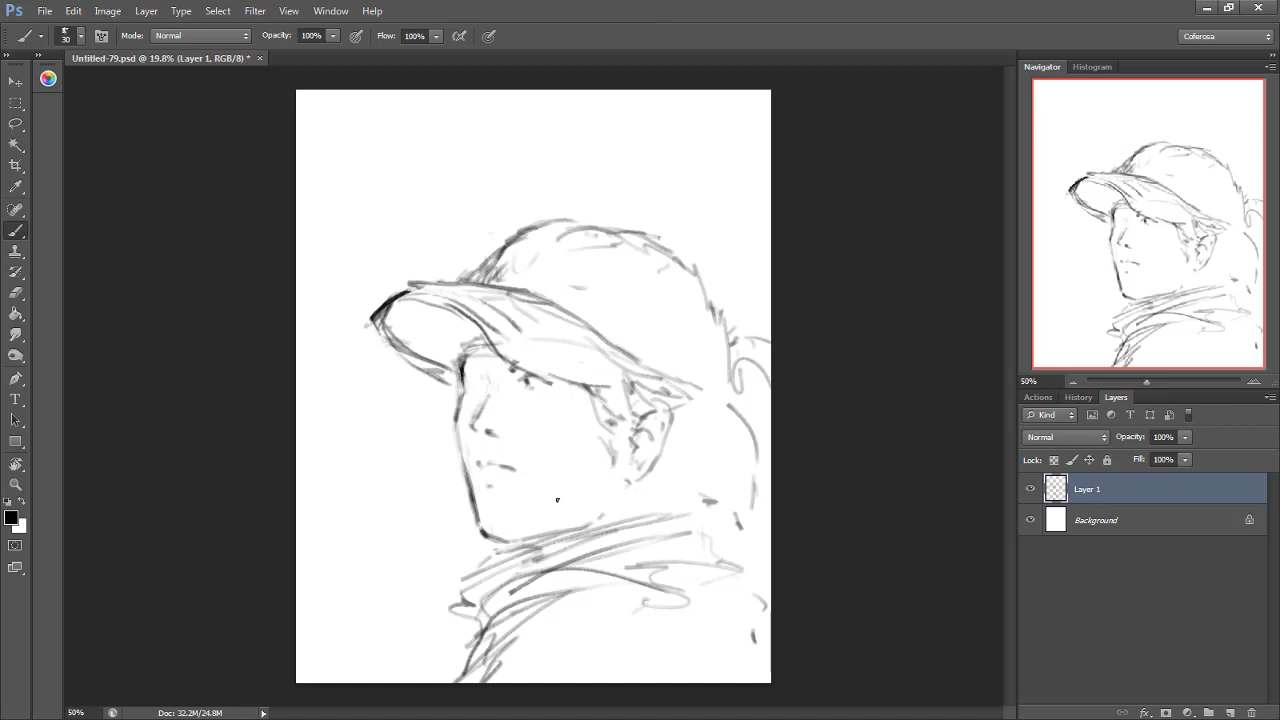 Ps File Edit Image Layer Type Select Filter View Window Help
30 Mode: Normal Opacity: 100% Flow: 100% Coferosa
Untitled-79.psd @ 19.8% (Layer 1, RGB/8) * ×
Navigator Histogram
50%
Actions History Layers
Kind
Normal Opacity: 100%
Lock: Fill: 100%
Layer 1
Background
50% Doc: 32.2M/24.8M